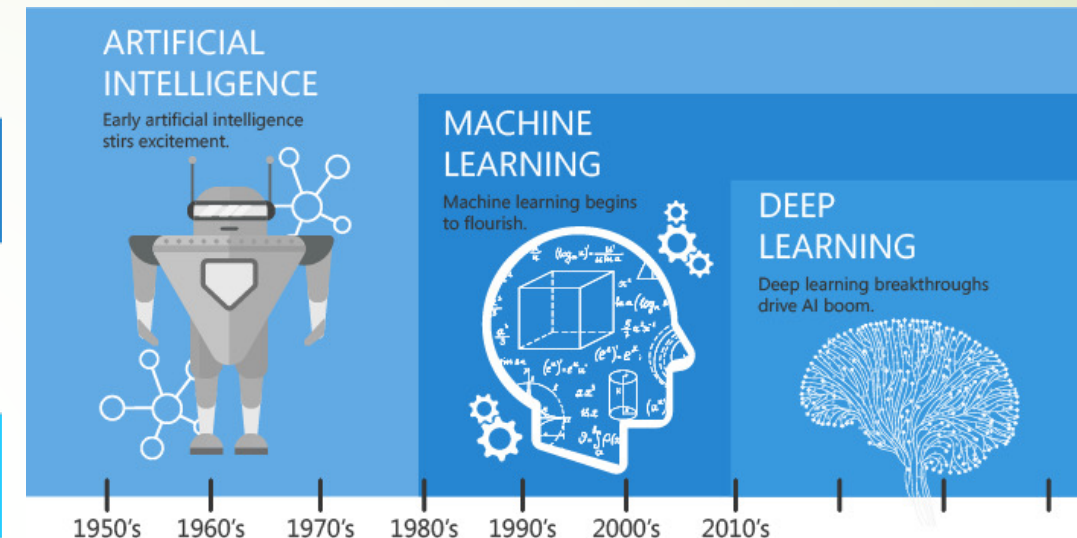 ARTIFICIAL
INTELLIGENCE
Early artificial intelligence
stirs excitement.
MACHINE
LEARNING
Machine learning begins
to flourish.
DEEP
LEARNING
Deep learning breakthroughs
drive AI boom.
1950's 1960's 1970's 1980's 1990's 2000's 2010's